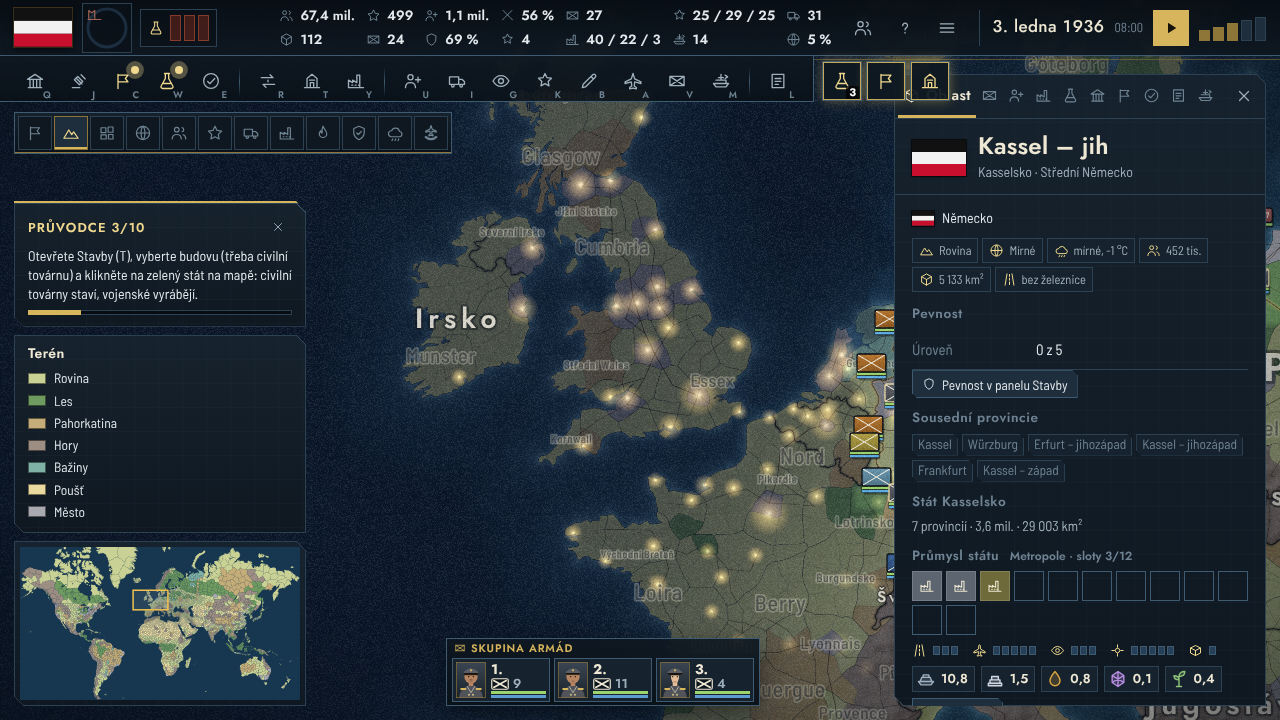 67,4 mil. 499 1,1 mil. 56 % 27 25 / 29 / 25 31
112 24 69 % 4 40 / 22 / 3 14 5 %
? 3. ledna 1936 08:00
Q J C W E R T Y U I G K B A V M L
3
Göteborg
Glasgow
Jižní Skotsko
Severní Irsko
Cumbria
Irsko
Munster
Střední Wales
Essex
Kornwall
Nord
Pikardie
Lotrinsko
Východní Bretaň
Loira
Burgundsko
Berry
Lyonnais
Provence
PRŮVODCE 3/10
Otevřete Stavby (T), vyberte budovu (třeba civilní
továrnu) a klikněte na zelený stát na mapě: civilní
továrny staví, vojenské vyrábějí.
Terén
Rovina
Les
Pahorkatina
Hory
Bažiny
Poušť
Město
SKUPINA ARMÁD
1. 9
2. 11
3. 4
Kassel – jih
Kasselsko · Střední Německo
Německo
Rovina Mírné mírné, -1 °C 452 tis.
5 133 km² bez železnice
Pevnost
Úroveň 0 z 5
Pevnost v panelu Stavby
Sousední provincie
Kassel Würzburg Erfurt – jihozápad Kassel – jihozápad
Frankfurt Kassel – západ
Stát Kasselsko
7 provincií · 3,6 mil. · 29 003 km²
Průmysl státu Metropole · sloty 3/12
10,8 1,5 0,8 0,1 0,4